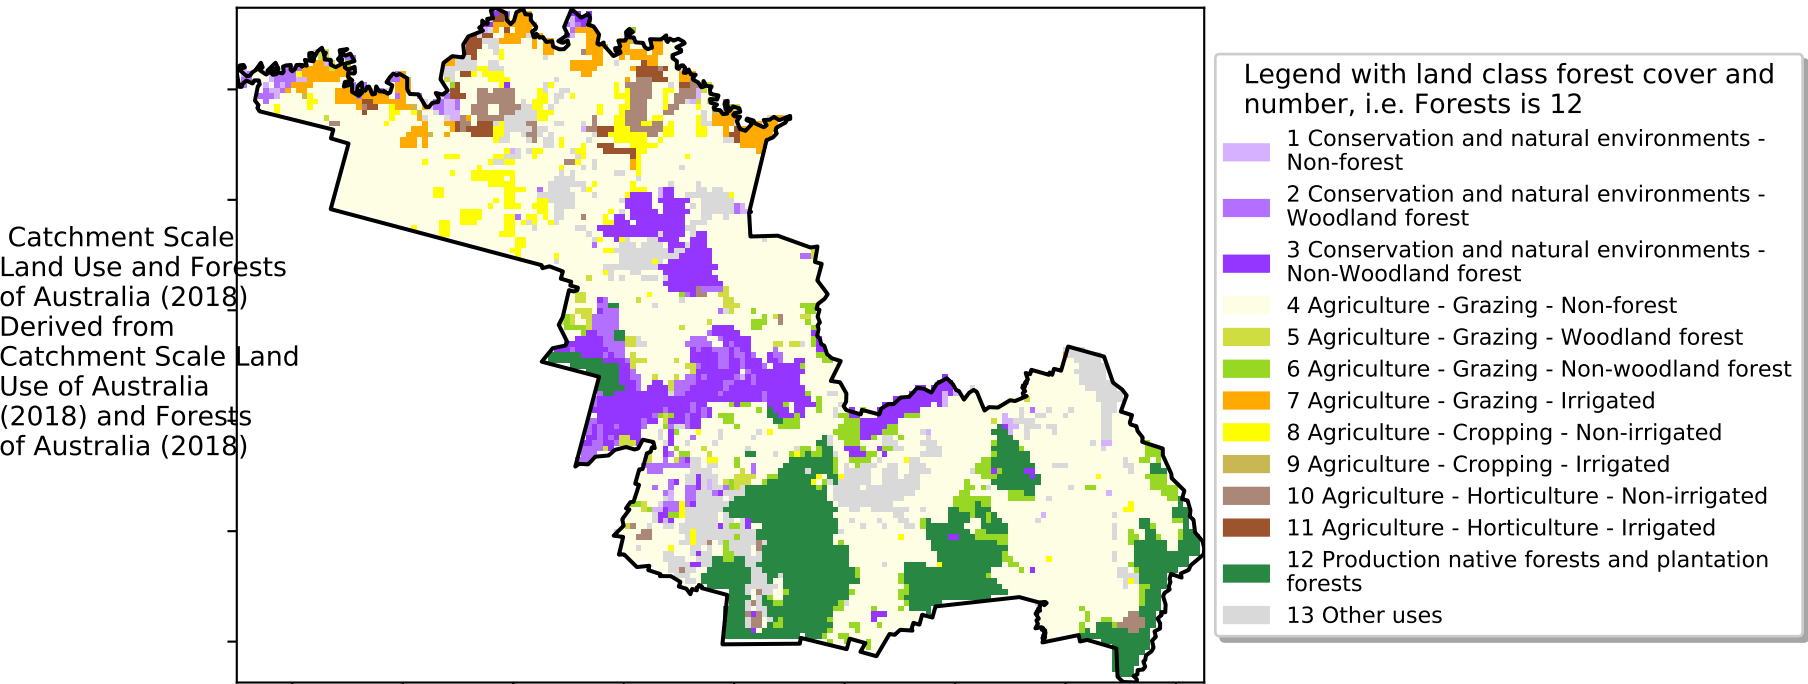 Catchment Scale
Land Use and Forests
of Australia (2018)
Derived from
Catchment Scale Land
Use of Australia
(2018) and Forests
of Australia (2018)
Legend with land class forest cover and
number, i.e. Forests is 12
1 Conservation and natural environments -
Non-forest
2 Conservation and natural environments -
Woodland forest
3 Conservation and natural environments -
Non-Woodland forest
4 Agriculture - Grazing - Non-forest
5 Agriculture - Grazing - Woodland forest
6 Agriculture - Grazing - Non-woodland forest
7 Agriculture - Grazing - Irrigated
8 Agriculture - Cropping - Non-irrigated
9 Agriculture - Cropping - Irrigated
10 Agriculture - Horticulture - Non-irrigated
11 Agriculture - Horticulture - Irrigated
12 Production native forests and plantation
forests
13 Other uses